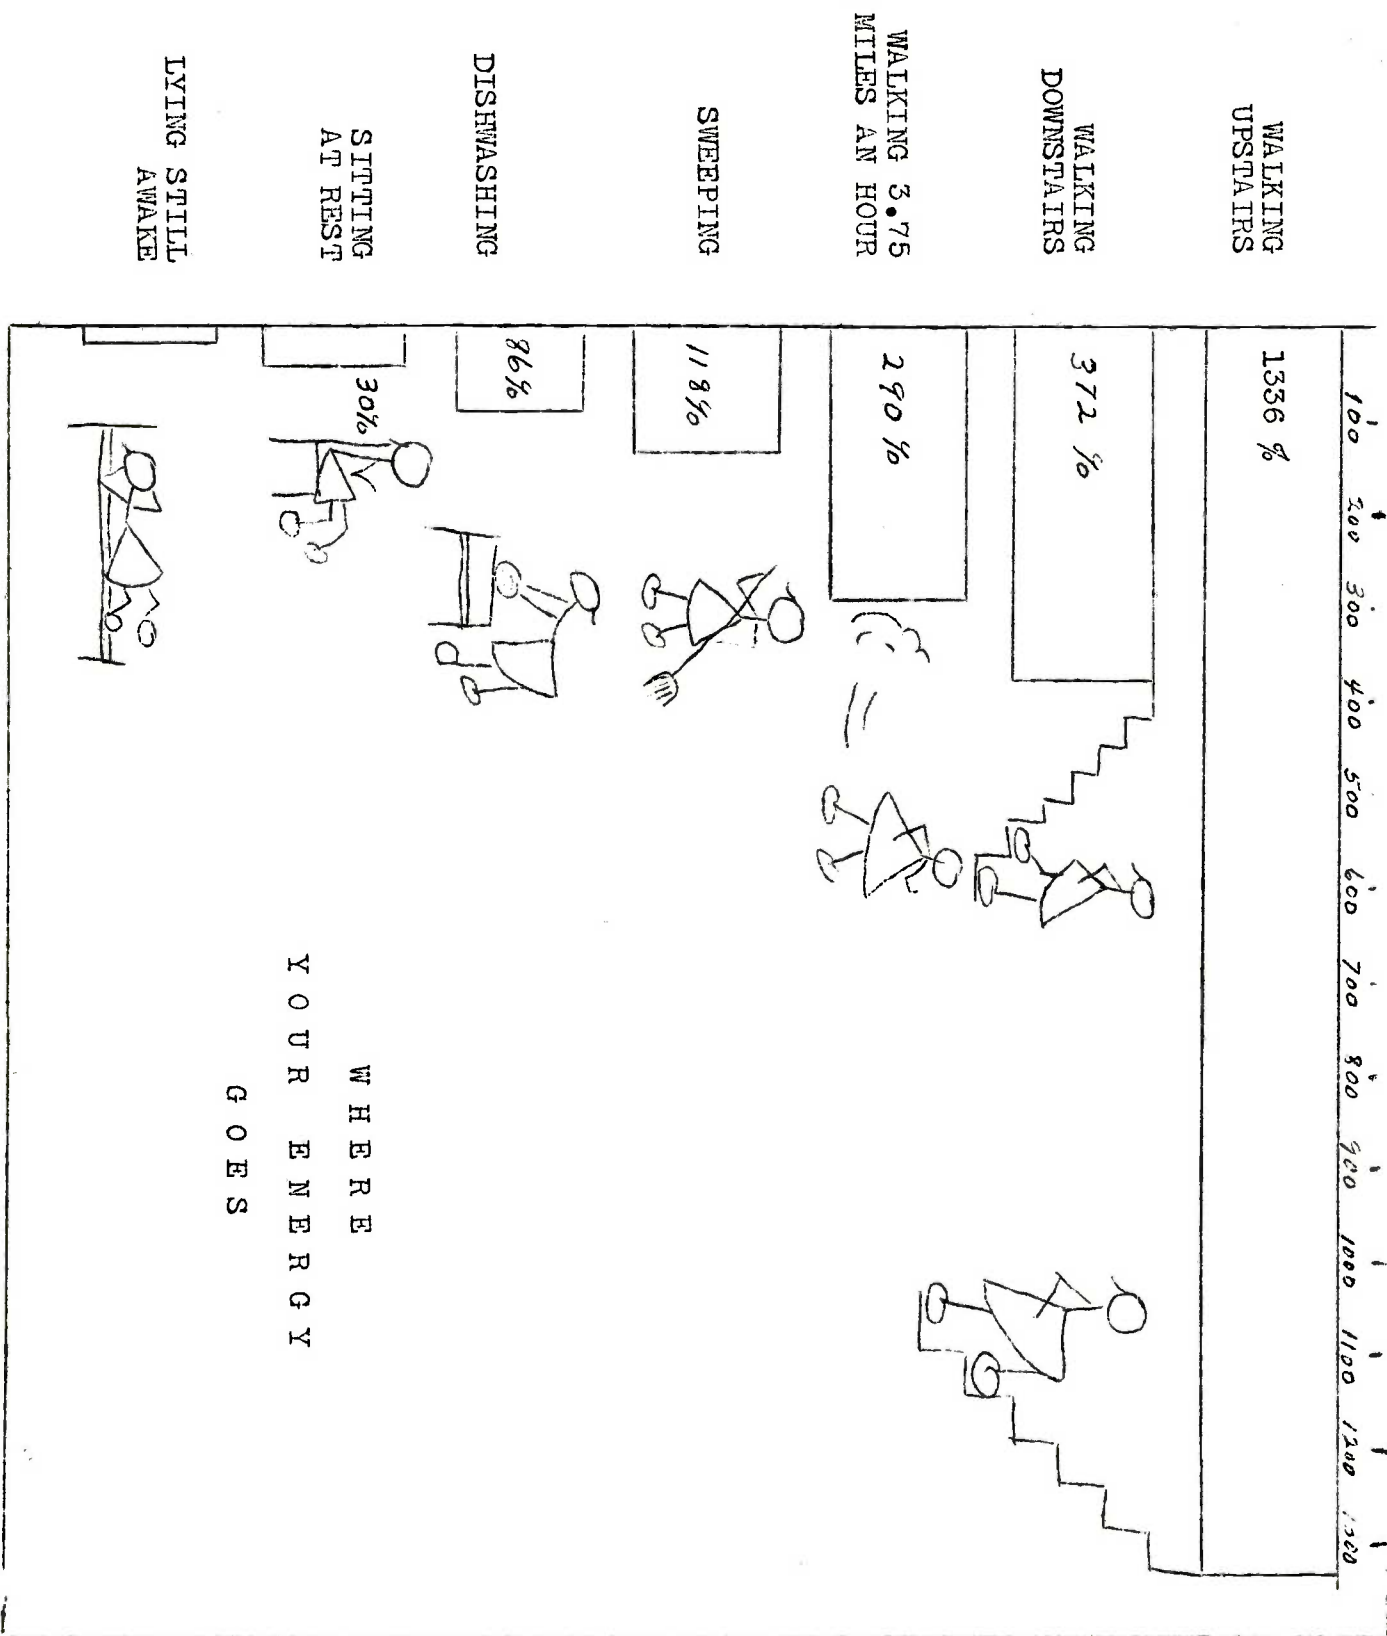 100 200 300 400 500 600 700 800 900 1000 1100 1200 1300
WALKING
UPSTAIRS
1336 %
WALKING
DOWNSTAIRS
372 %
WALKING 3.75
MILES AN HOUR
290 %
SWEEPING
118%
DISHWASHING
86%
SITTING
AT REST
30%
LYING STILL
AWAKE
WHERE
YOUR ENERGY
GOES